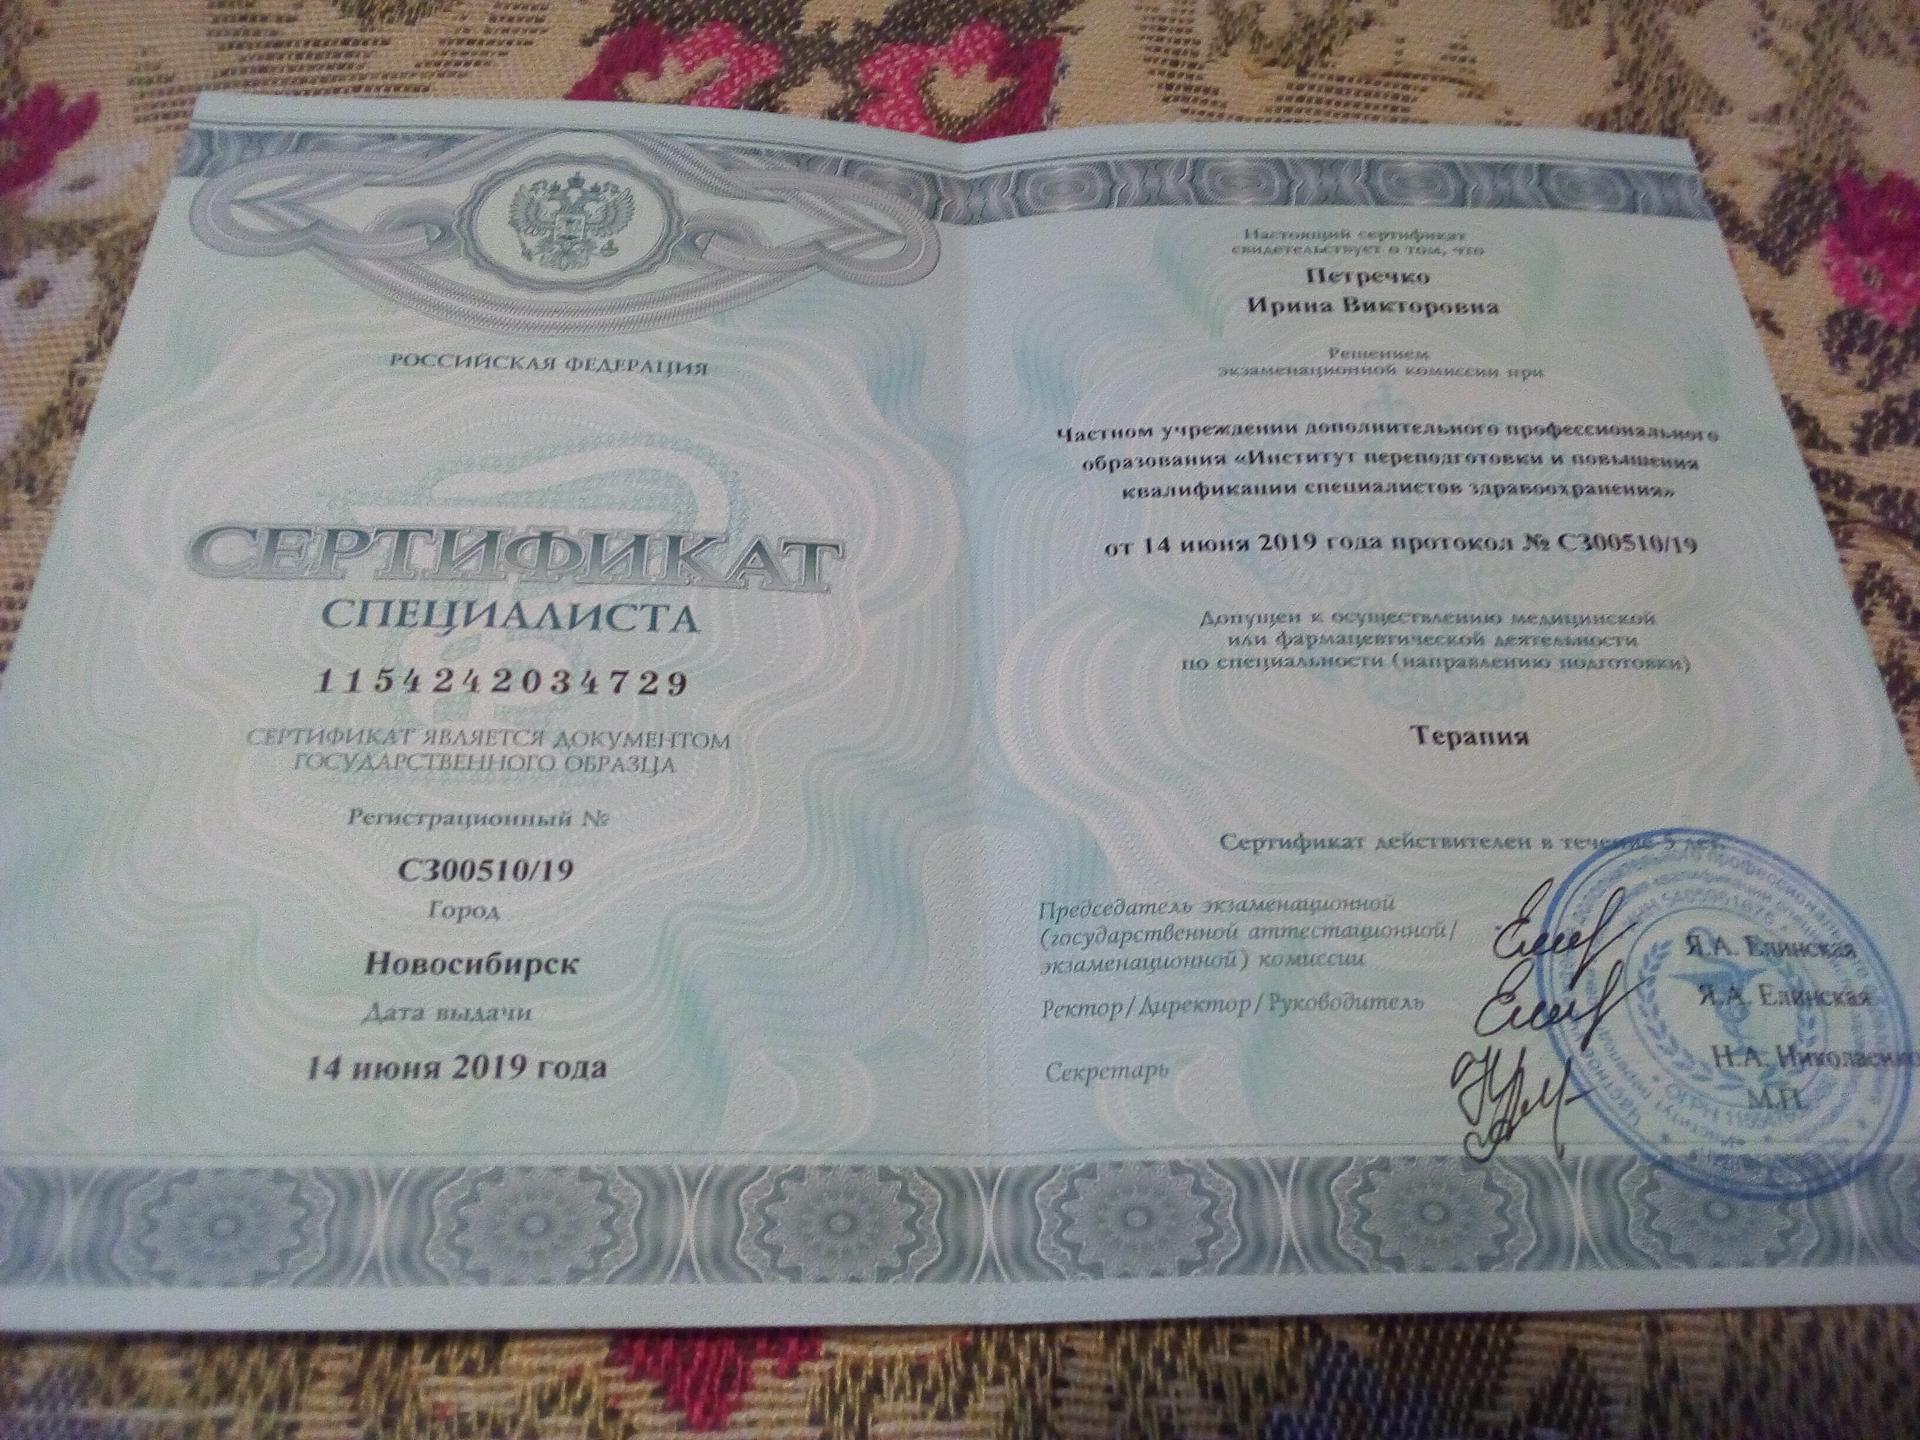 РОССИЙСКАЯ ФЕДЕРАЦИЯ
СЕРТИФИКАТ
СПЕЦИАЛИСТА
1154242034729
СЕРТИФИКАТ ЯВЛЯЕТСЯ ДОКУМЕНТОМ
ГОСУДАРСТВЕННОГО ОБРАЗЦА
Регистрационный №
СЗ00510/19
Город
Новосибирск
Дата выдачи
14 июня 2019 года
Настоящий сертификат
свидетельствует о том, что
Петречко
Ирина Викторовна
Решением
экзаменационной комиссии при
Частном учреждении дополнительного профессионального
образования «Институт переподготовки и повышения
квалификации специалистов здравоохранения»
от 14 июня 2019 года протокол № СЗ00510/19
Допущен к осуществлению медицинской
или фармацевтической деятельности
по специальности (направлению подготовки)
Терапия
Сертификат действителен в течение 5 лет.
Председатель экзаменационной
(государственной аттестационной/
экзаменационной) комиссии
Я.А. Елинская
Ректор/Директор/Руководитель
Я.А. Елинская
Секретарь
Н.А.
М.П.